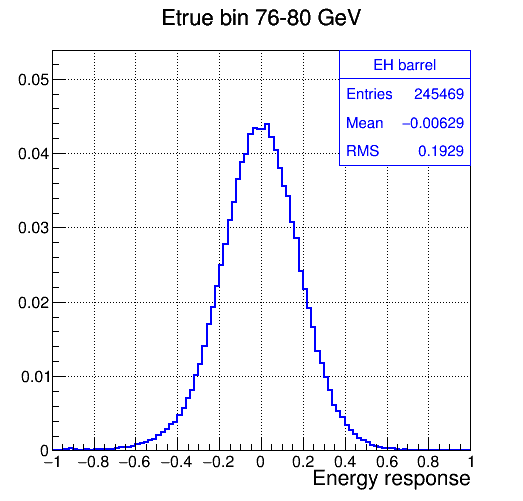 Etrue bin 76-80 GeV
EH barrel
Entries 245469
Mean −0.00629
RMS 0.1929
0.05
0.04
0.03
0.02
0.01
0
−1 −0.8 −0.6 −0.4 −0.2 0 0.2 0.4 0.6 0.8 1
Energy response